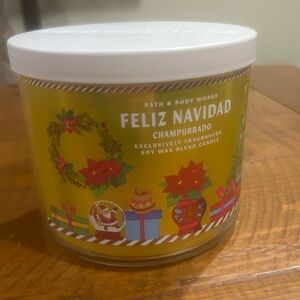 BATH & BODY WORKS
FELIZ NAVIDAD
CHAMPURRADO
EXCLUSIVELY FRAGRANCED
SOY WAX BLEND CANDLE